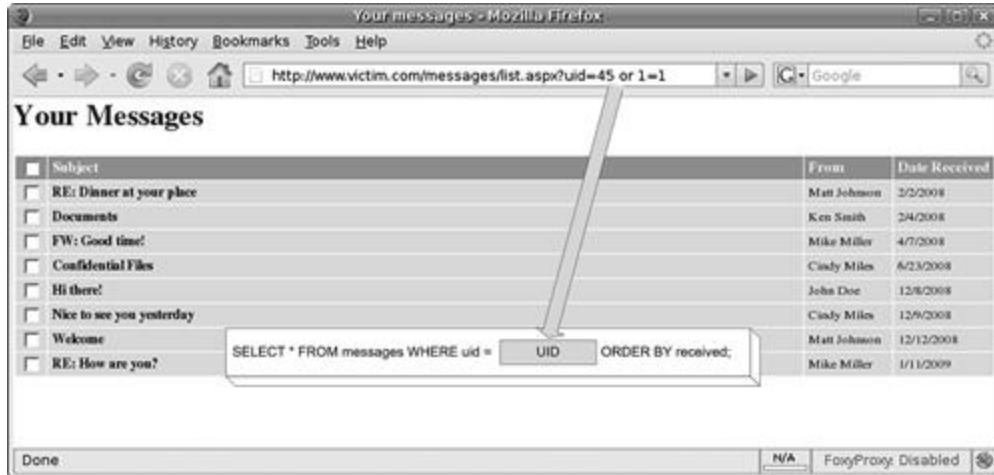 Your messages - Mozilla Firefox
File Edit View History Bookmarks Tools Help
http://www.victim.com/messages/list.aspx?uid=45 or 1=1
G Google
Your Messages
Subject From Date Received
RE: Dinner at your place Matt Johnson 2/2/2008
Documents Ken Smith 2/4/2008
FW: Good time! Mike Miller 4/7/2008
Confidential Files Cindy Miles 6/23/2008
Hi there! John Doe 12/8/2008
Nice to see you yesterday Cindy Miles 12/9/2008
Welcome Matt Johnson 12/12/2008
RE: How are you? Mike Miller 1/11/2009
SELECT * FROM messages WHERE uid = UID ORDER BY received;
Done N/A FoxyProxy: Disabled